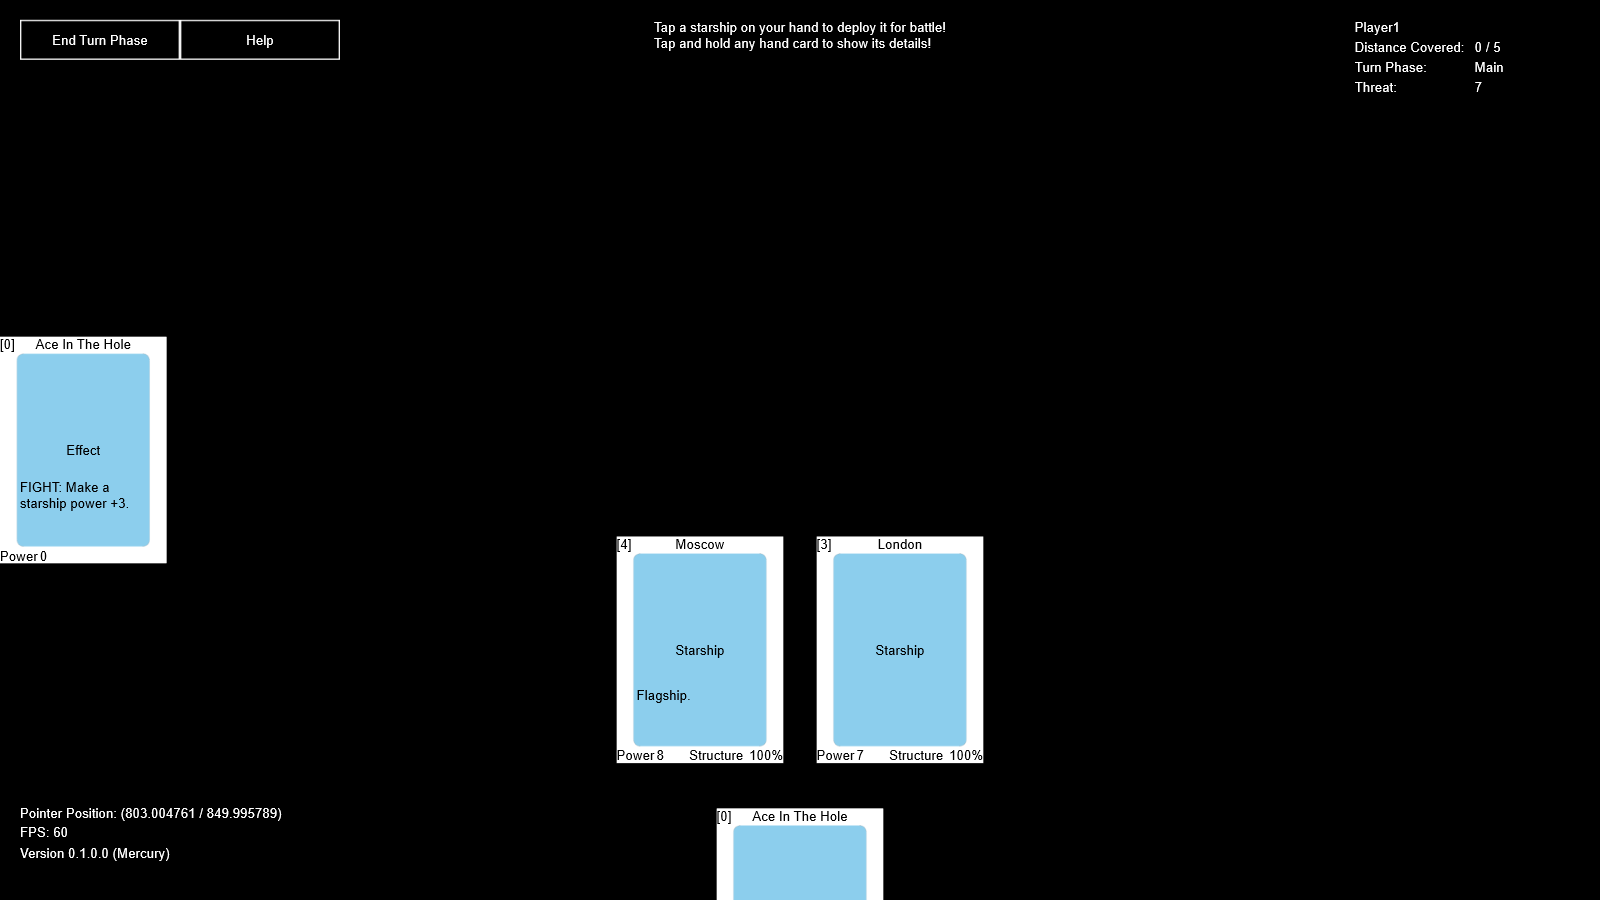 End Turn Phase
Help
Tap a starship on your hand to deploy it for battle!
Tap and hold any hand card to show its details!
Player1
Distance Covered: 0 / 5
Turn Phase: Main
Threat: 7
[0] Ace In The Hole
Effect
FIGHT: Make a
starship power +3.
Power 0
[4] Moscow
Starship
Flagship.
Power 8 Structure 100%
[3] London
Starship
Power 7 Structure 100%
Pointer Position: (803.004761 / 849.995789)
FPS: 60
Version 0.1.0.0 (Mercury)
[0] Ace In The Hole